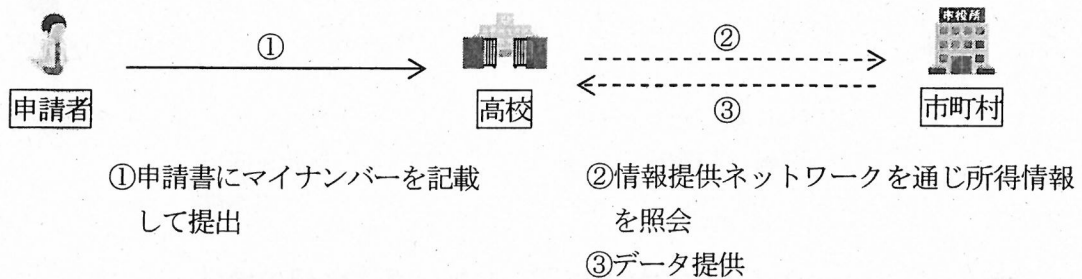 市役所
①
②
③
申請者
高校
市町村
①申請書にマイナンバーを記載
して提出
②情報提供ネットワークを通じ所得情報
を照会
③データ提供